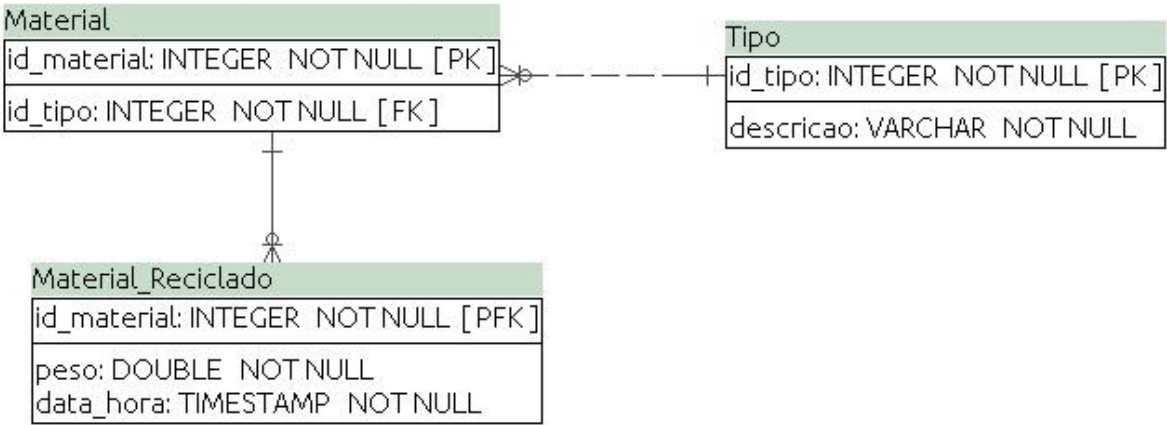 Material
id_material: INTEGER NOT NULL [ PK ]
id_tipo: INTEGER NOT NULL [ FK ]
Tipo
id_tipo: INTEGER NOT NULL [ PK ]
descricao: VARCHAR NOT NULL
Material_Reciclado
id_material: INTEGER NOT NULL [ PFK ]
peso: DOUBLE NOT NULL
data_hora: TIMESTAMP NOT NULL